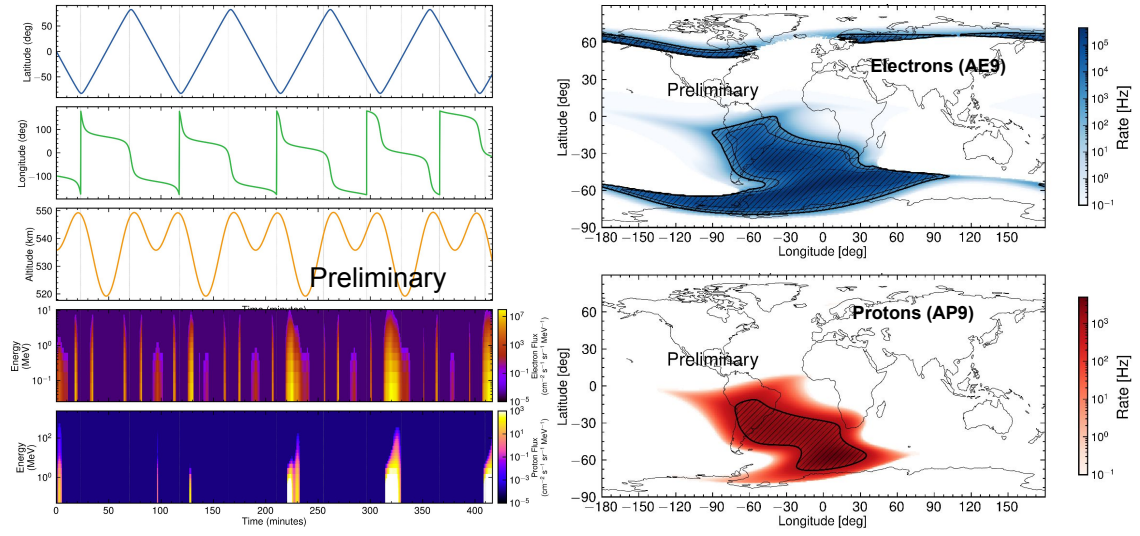 Latitude (deg)
50
0
−50
Longitude (deg)
100
0
−100
Altitude (km)
550
540
530
520
Preliminary
Time (minutes)
Energy
(MeV)
10¹
10⁰
10⁻¹
10⁷
10⁴
10¹
10⁻²
10⁻⁵
Electron Flux
(cm⁻² s⁻¹ sr⁻¹ MeV⁻¹)
Energy
(MeV)
10²
10⁰
10³
10¹
10⁻¹
10⁻³
10⁻⁵
Proton Flux
(cm⁻² s⁻¹ sr⁻¹ MeV⁻¹)
0 50 100 150 200 250 300 350 400
Time (minutes)
Electrons (AE9)
Preliminary
Latitude [deg]
60
30
0
−30
−60
−90
−180 −150 −120 −90 −60 −30 0 30 60 90 120 150
Longitude [deg]
10⁵
10⁴
10³
10²
10¹
10⁰
10⁻¹
Rate [Hz]
Protons (AP9)
Preliminary
Latitude [deg]
60
30
0
−30
−60
−90
−180 −150 −120 −90 −60 −30 0 30 60 90 120 150
Longitude [deg]
10³
10²
10¹
10⁰
10⁻¹
Rate [Hz]